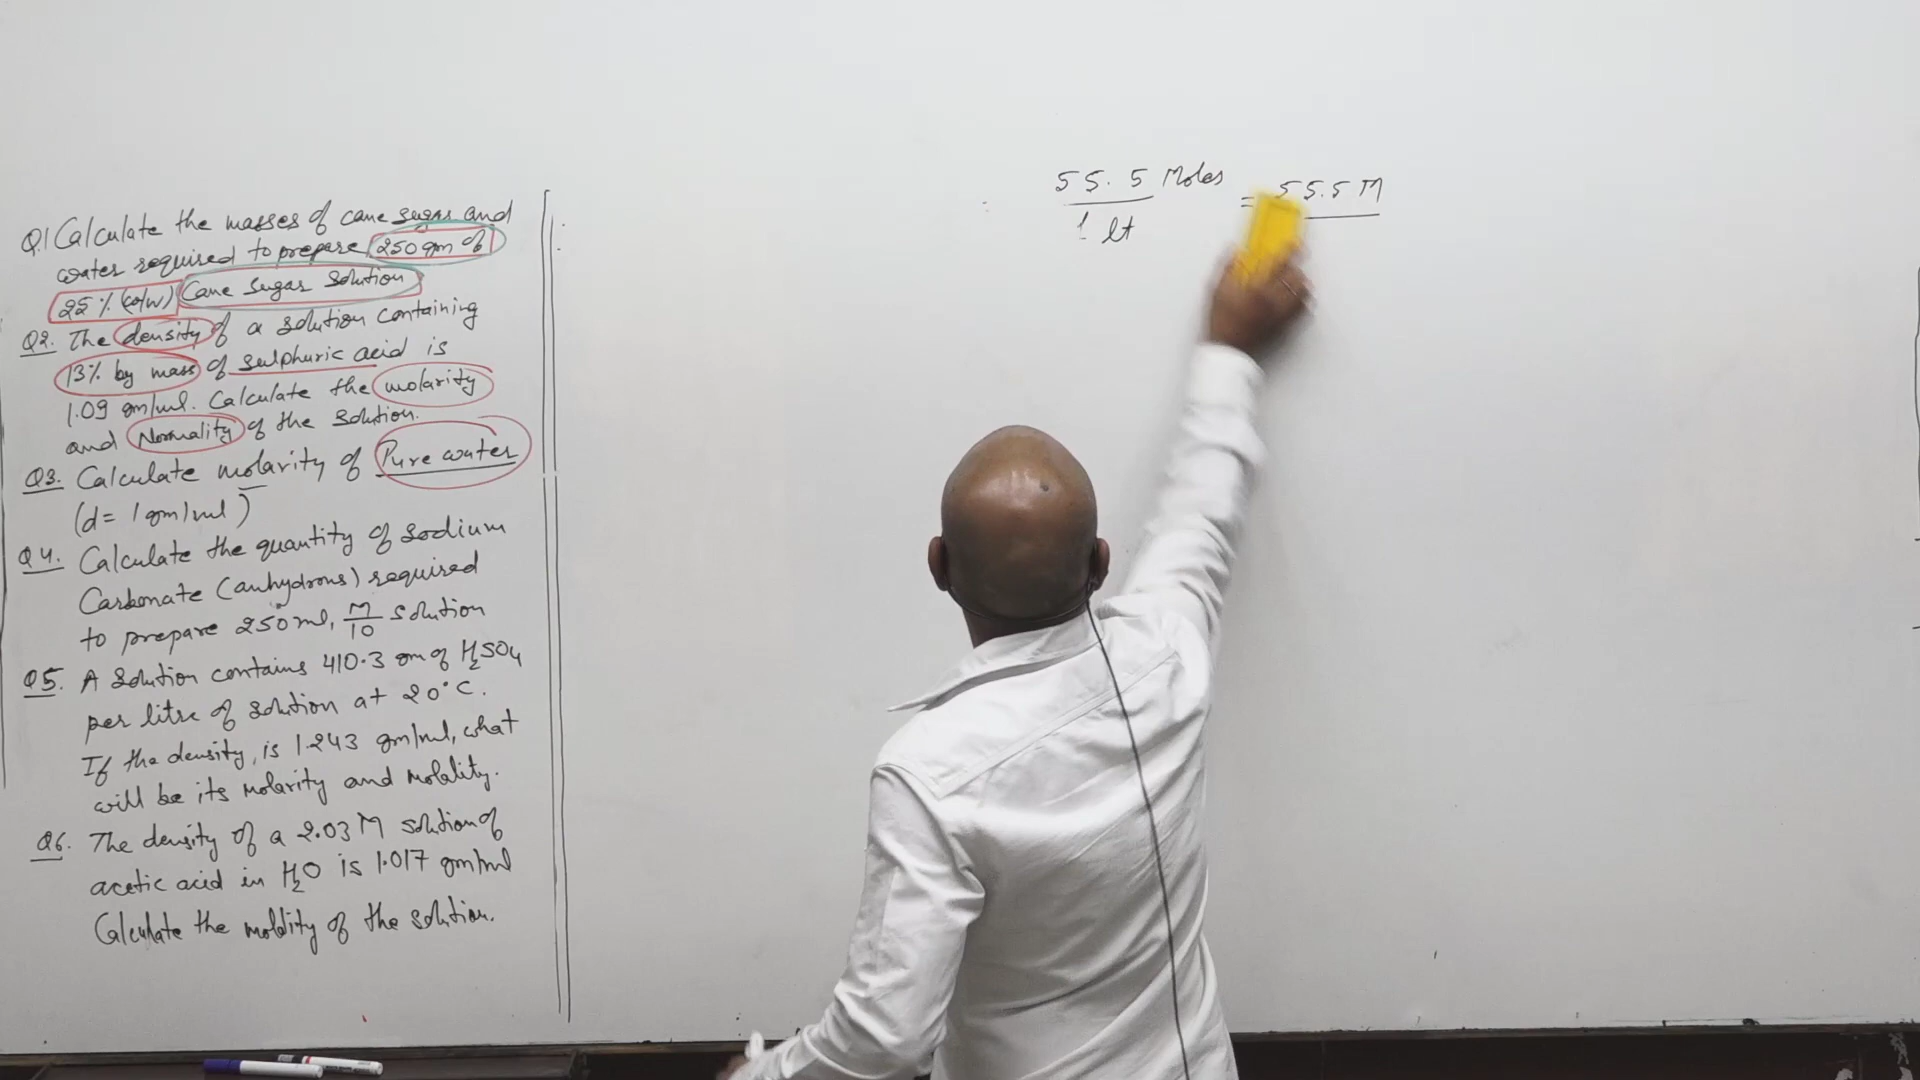 Q.1 Calculate the masses of cane sugar and
water required to prepare 250 gm of
25% (w/w) Cane sugar solution
Q2. The density of a solution containing
13% by mass of sulphuric acid is
1.09 gm/ml. Calculate the molarity
and Normality of the solution.
Q3. Calculate molarity of Pure water
(d = 1 gm/ml)
Q4. Calculate the quantity of sodium
Carbonate (anhydrous) required
to prepare 250 ml, M/10 solution
Q5. A solution contains 410.3 gm of H2SO4
per litre of solution at 20°C.
If the density, is 1.243 gm/ml, what
will be its molarity and molality.
Q6. The density of a 2.03 M solution of
acetic acid in H2O is 1.017 gm/ml
Calculate the molality of the solution.
55.5 Moles = 55.5 M
1 lt